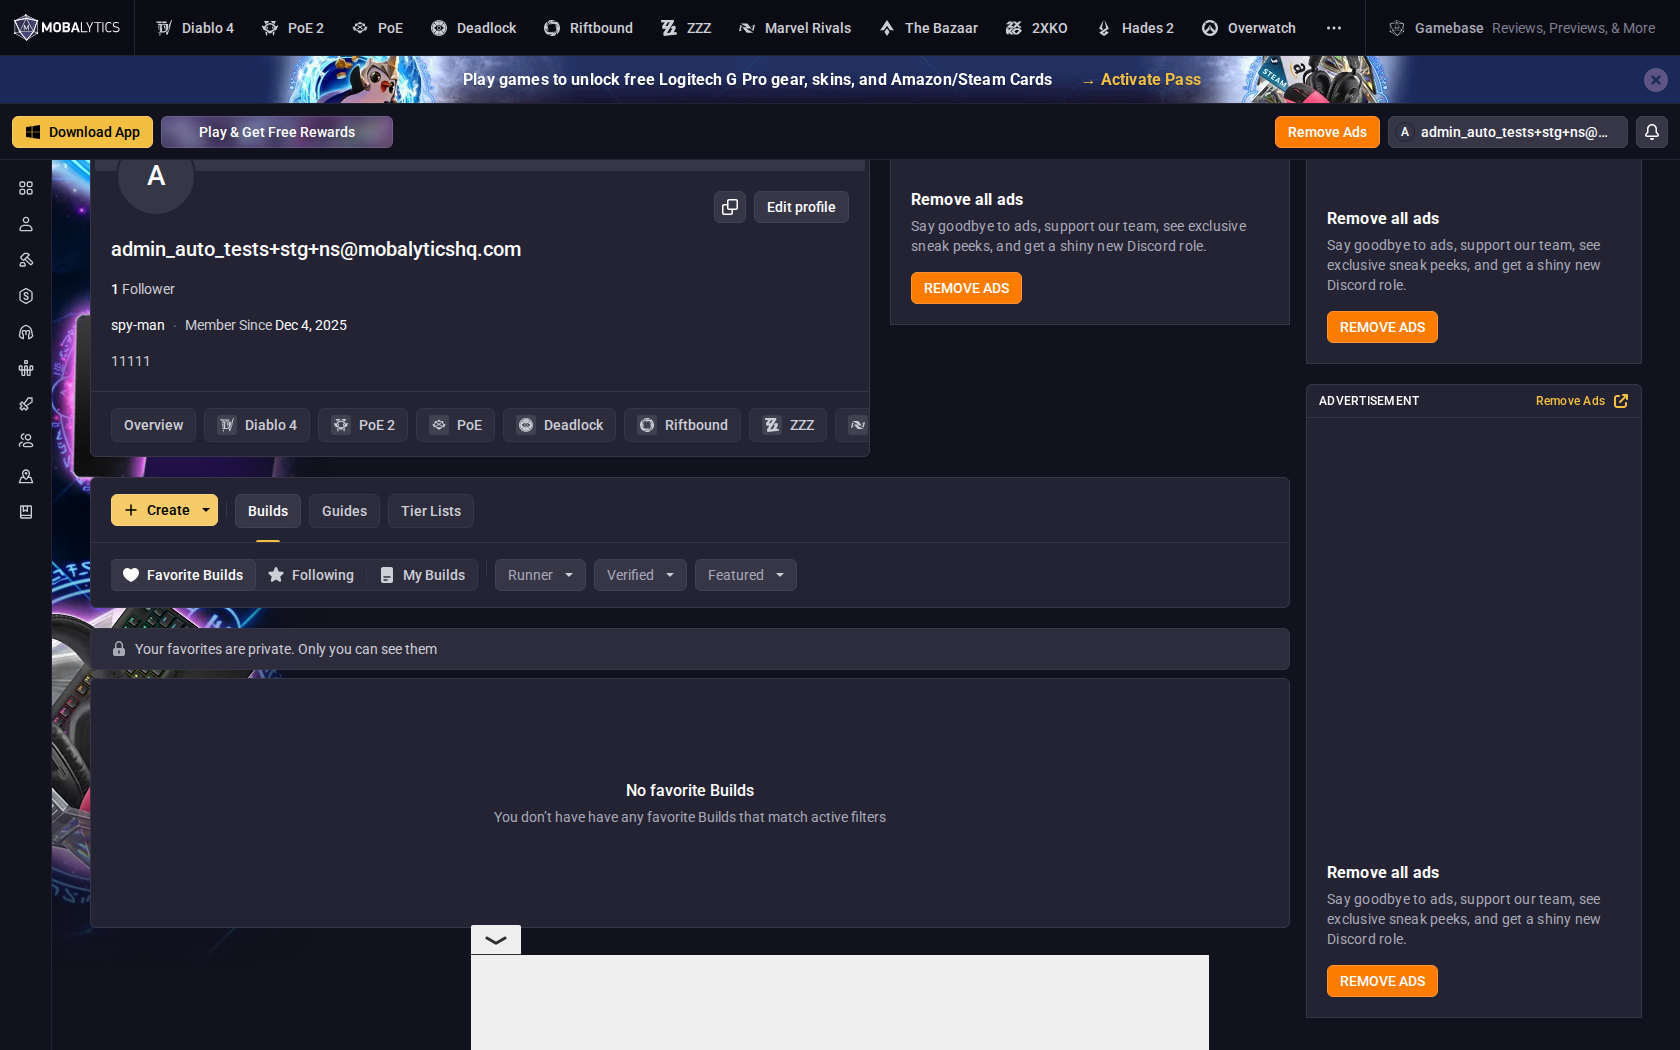 MOBALYTICS
Diablo 4
PoE 2
PoE
Deadlock
Riftbound
ZZZ
Marvel Rivals
The Bazaar
2XKO
Hades 2
Overwatch
Gamebase Reviews, Previews, & More
Play games to unlock free Logitech G Pro gear, skins, and Amazon/Steam Cards → Activate Pass
Download App
Play & Get Free Rewards
Remove Ads
A admin_auto_tests+stg+ns@...
A
Edit profile
admin_auto_tests+stg+ns@mobalyticshq.com
1 Follower
spy-man · Member Since Dec 4, 2025
11111
Overview
Diablo 4
PoE 2
PoE
Deadlock
Riftbound
ZZZ
Remove all ads
Say goodbye to ads, support our team, see exclusive
sneak peeks, and get a shiny new Discord role.
REMOVE ADS
Remove all ads
Say goodbye to ads, support our team, see
exclusive sneak peeks, and get a shiny new
Discord role.
REMOVE ADS
ADVERTISEMENT
Remove Ads
+ Create
Builds
Guides
Tier Lists
Favorite Builds
Following
My Builds
Runner
Verified
Featured
Your favorites are private. Only you can see them
No favorite Builds
You don't have have any favorite Builds that match active filters
Remove all ads
Say goodbye to ads, support our team, see
exclusive sneak peeks, and get a shiny new
Discord role.
REMOVE ADS